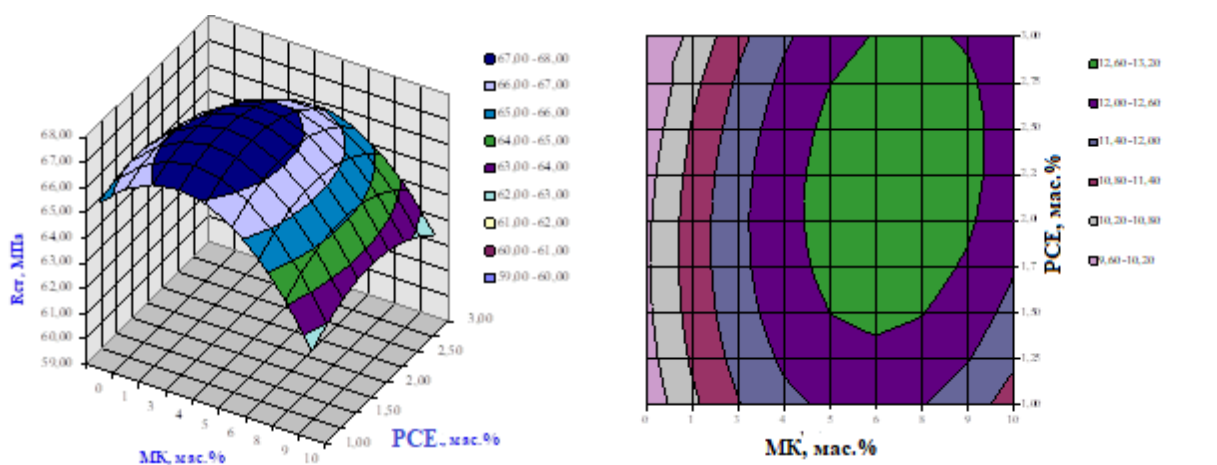 67,00 - 68,00
66,00 - 67,00
65,00 - 66,00
64,00 - 65,00
63,00 - 64,00
62,00 - 63,00
61,00 - 62,00
60,00 - 61,00
59,00 - 60,00
68,00
67,00
66,00
65,00
64,00
63,00
62,00
61,00
60,00
59,00
Rст, МПа
0
1
3
4
5
6
8
9
10
МК, мас.%
1,00
1,50
2,00
2,50
3,00
PCE, мас.%
12,60 - 13,20
12,00 - 12,60
11,40 - 12,00
10,80 - 11,40
10,20 - 10,80
9,60 - 10,20
3,00
2,75
2,50
2,2
2,0
1,7
1,50
1,25
1,00
PCE, мас.%
0
1
3
4
5
6
8
9
10
МК, мас.%